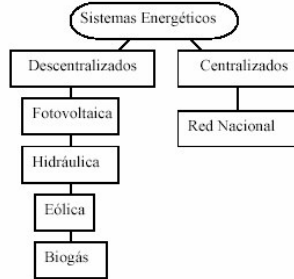 Sistemas Energéticos
Descentralizados
Centralizados
Fotovoltaica
Red Nacional
Hidráulica
Eólica
Biogás